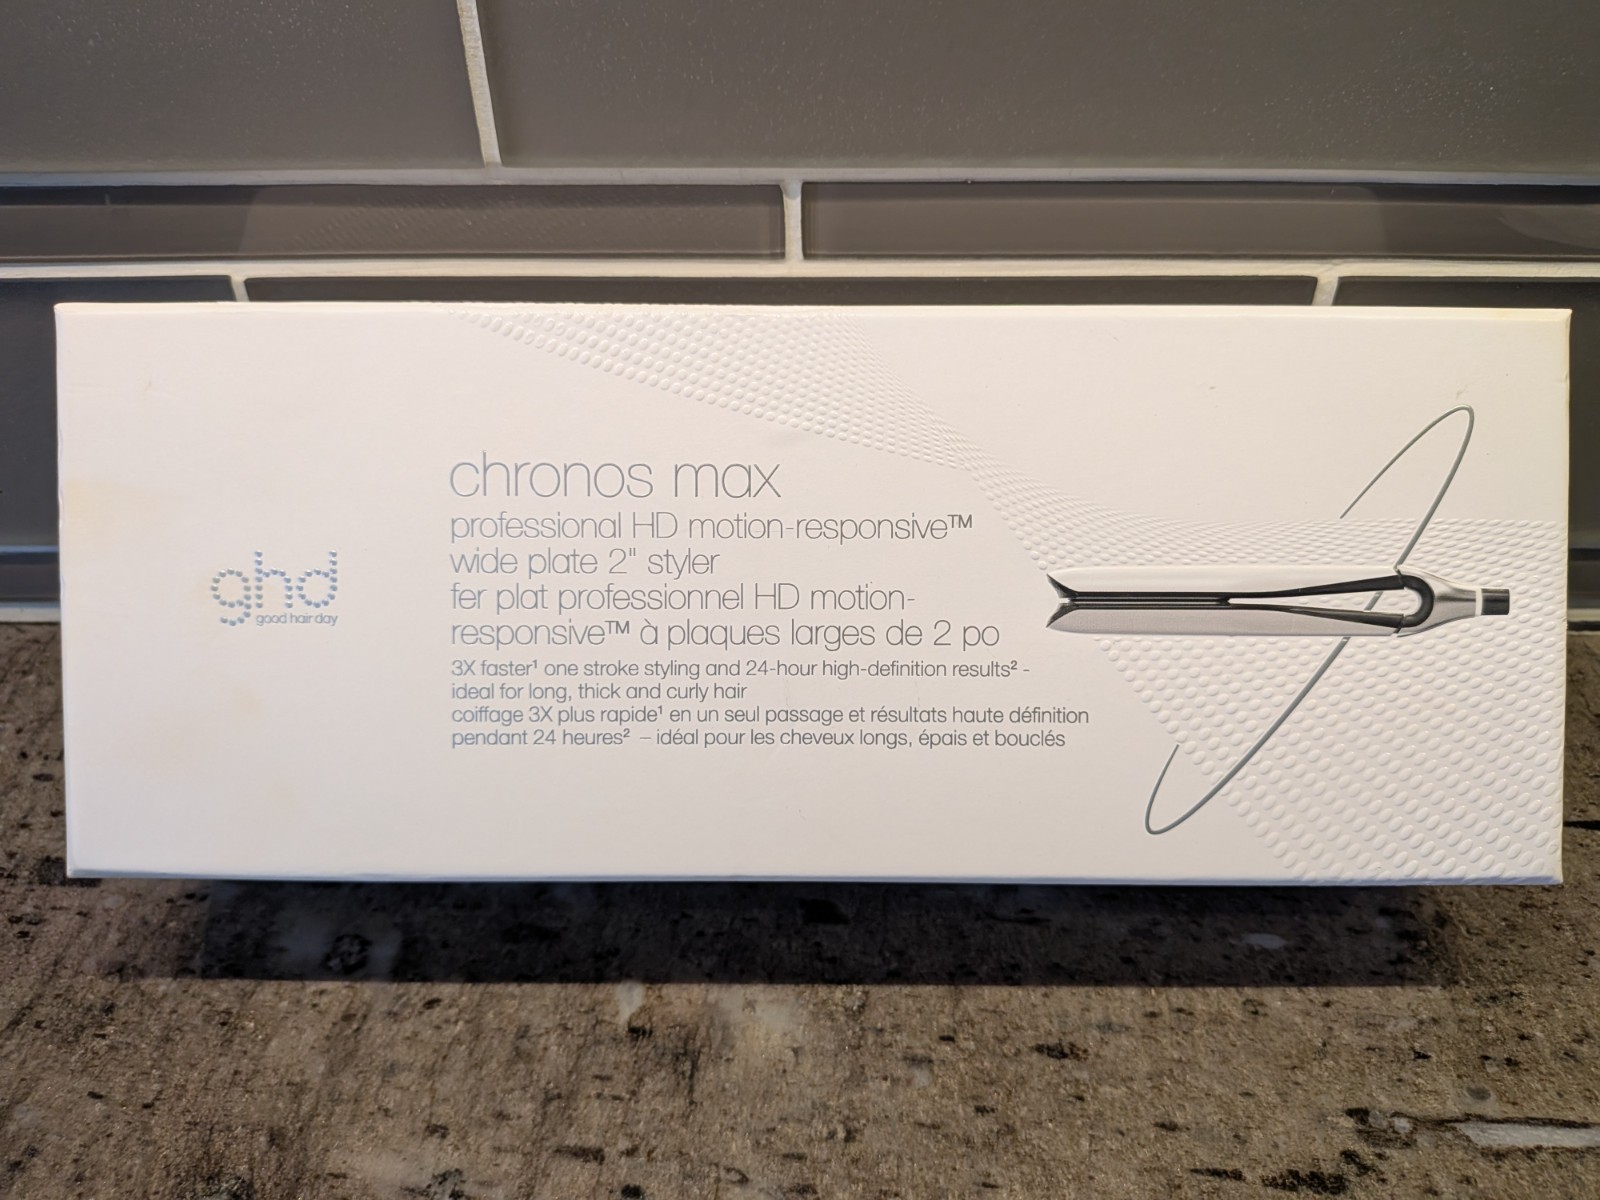 ghd
good hair day
chronos max
professional HD motion-responsive™
wide plate 2" styler
fer plat professionnel HD motion-
responsive™ à plaques larges de 2 po
3X faster¹ one stroke styling and 24-hour high-definition results² -
ideal for long, thick and curly hair
coiffage 3X plus rapide¹ en un seul passage et résultats haute définition
pendant 24 heures² – idéal pour les cheveux longs, épais et bouclés